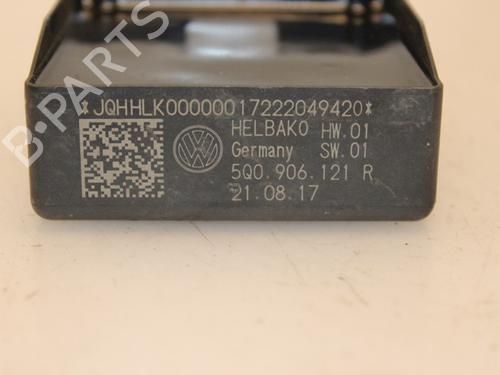 B-PARTS
*JQHHLK00000017222049420*
HELBAKO HW.01
Germany SW.01
5Q0.906.121 R
21.08.17